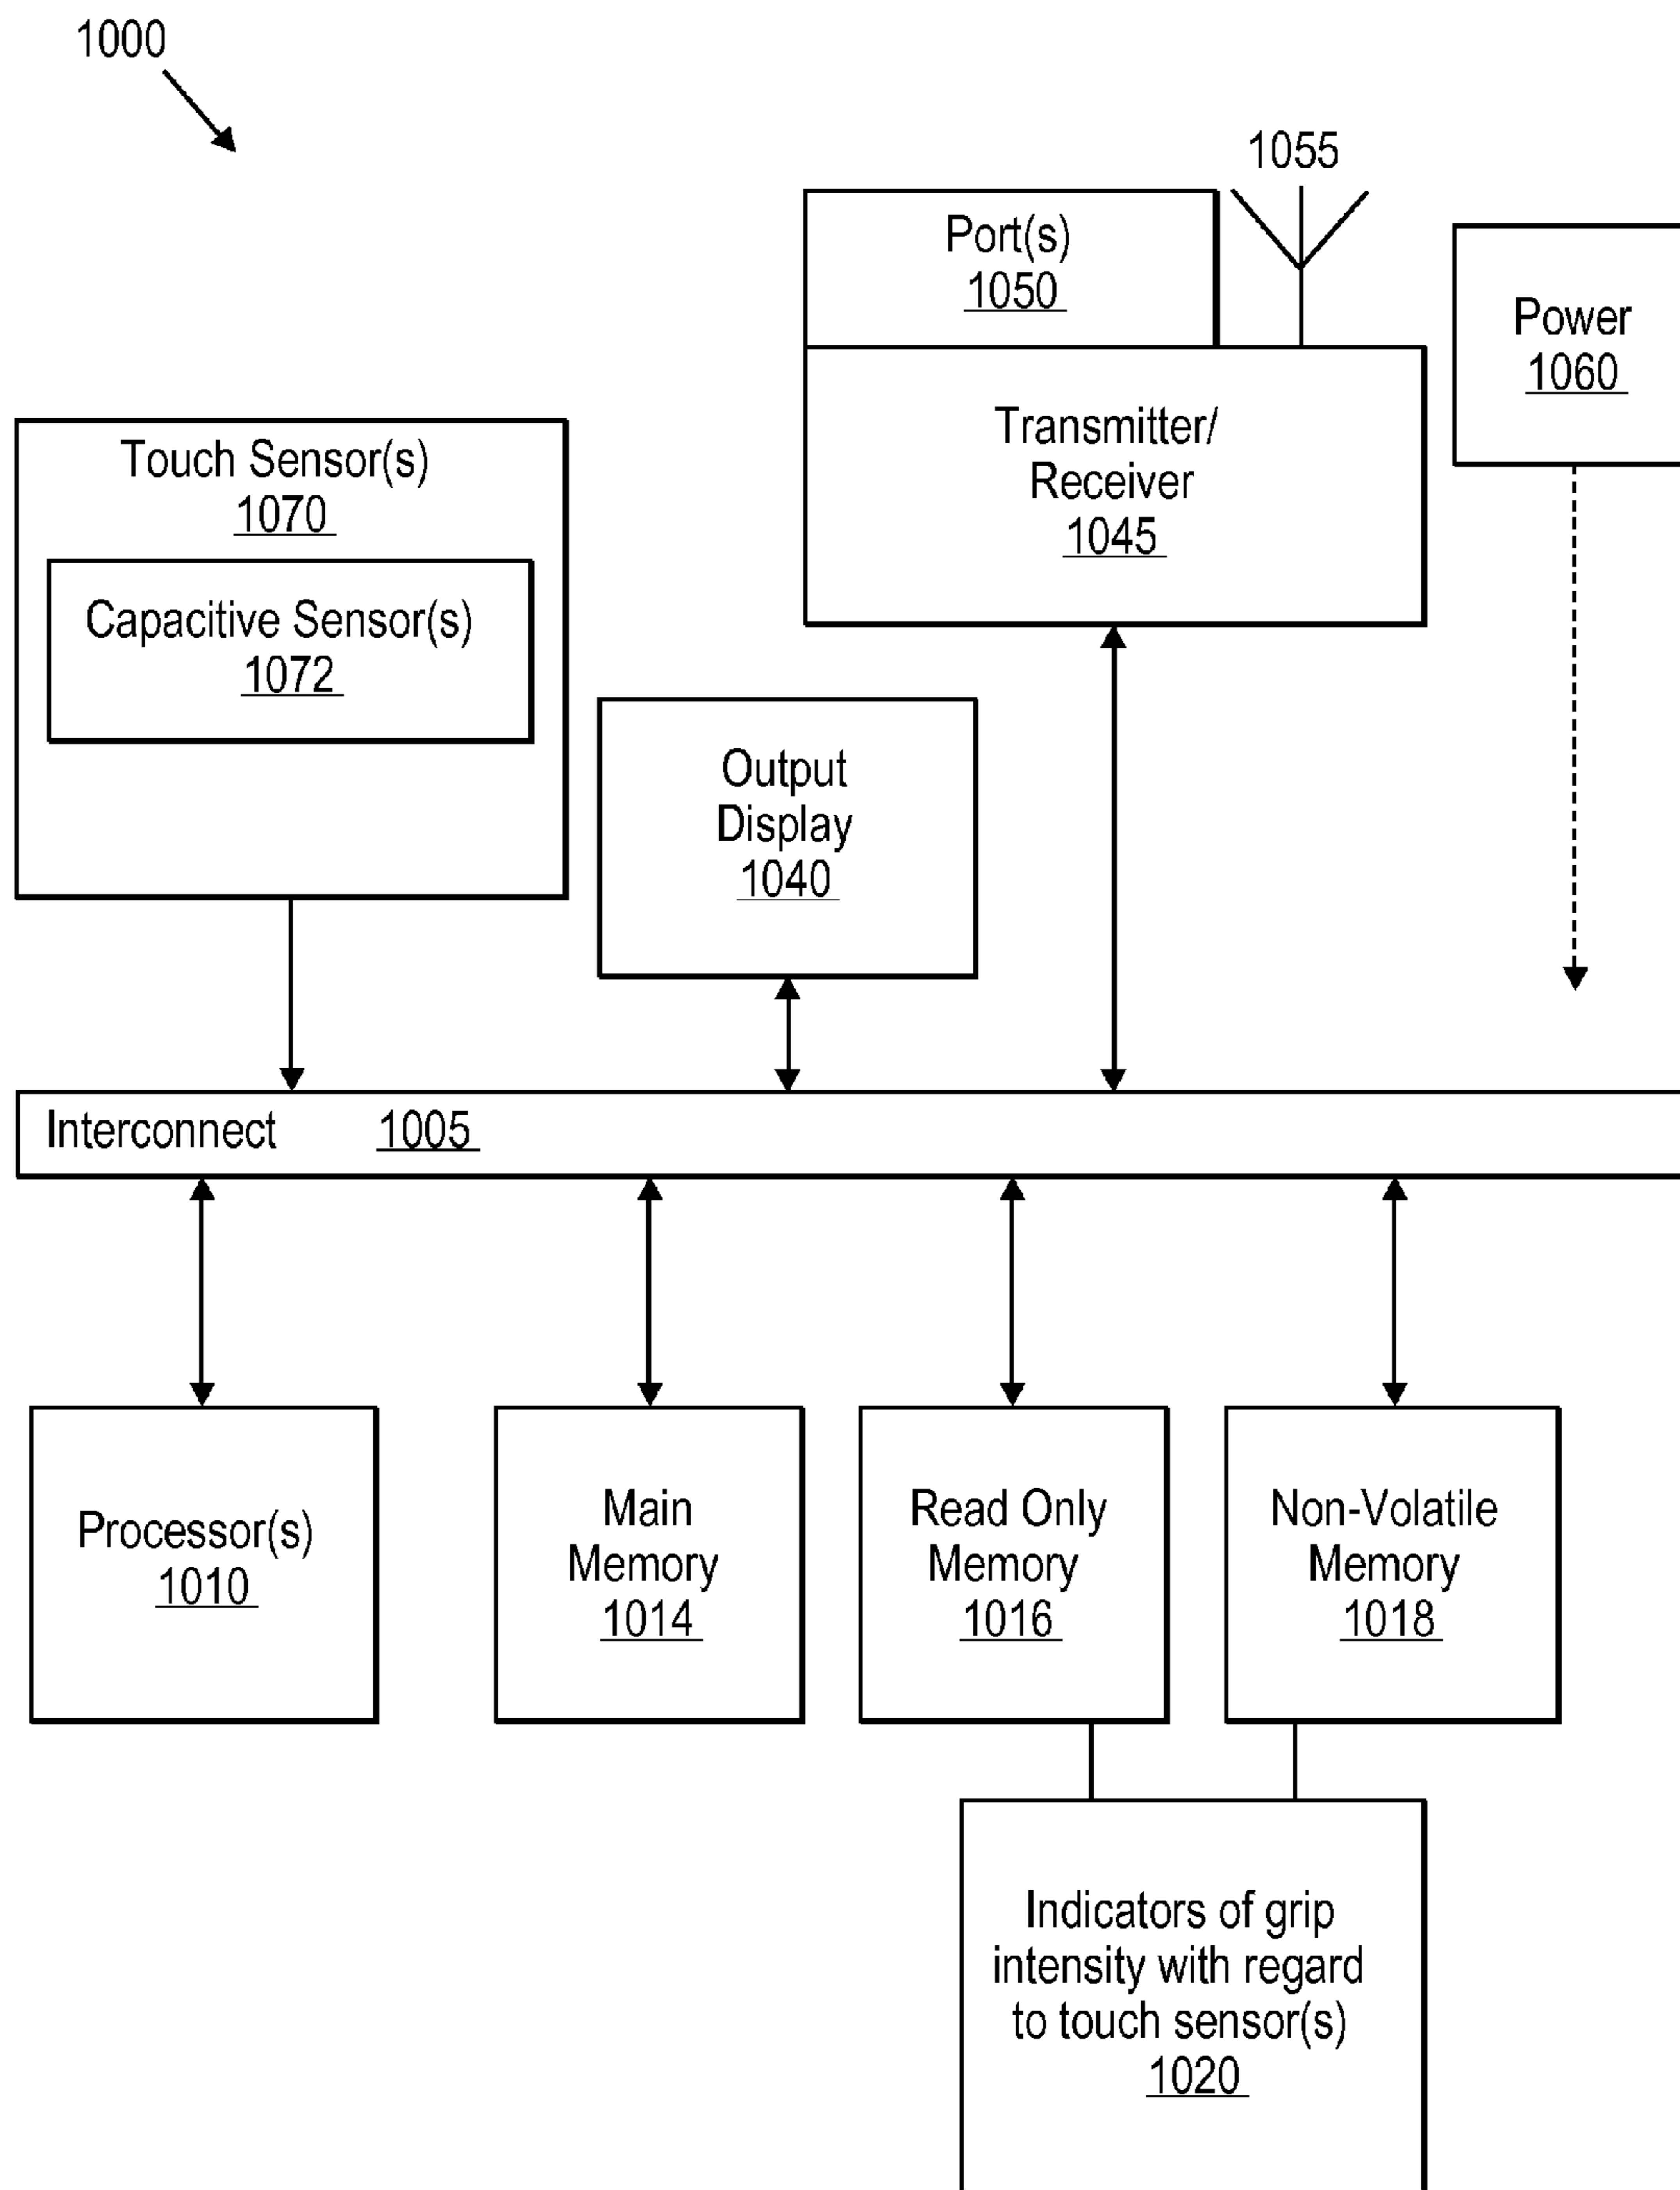 1000
1055
Port(s)
1050
Power
1060
Transmitter/
Receiver
1045
Touch Sensor(s)
1070
Capacitive Sensor(s)
1072
Output
Display
1040
Interconnect 1005
Processor(s)
1010
Main
Memory
1014
Read Only
Memory
1016
Non-Volatile
Memory
1018
Indicators of grip
intensity with regard
to touch sensor(s)
1020